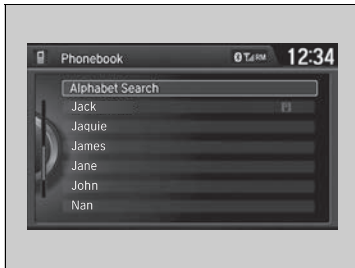 Phonebook 12:34
Alphabet Search
Jack
Jaquie
James
Jane
John
Nan